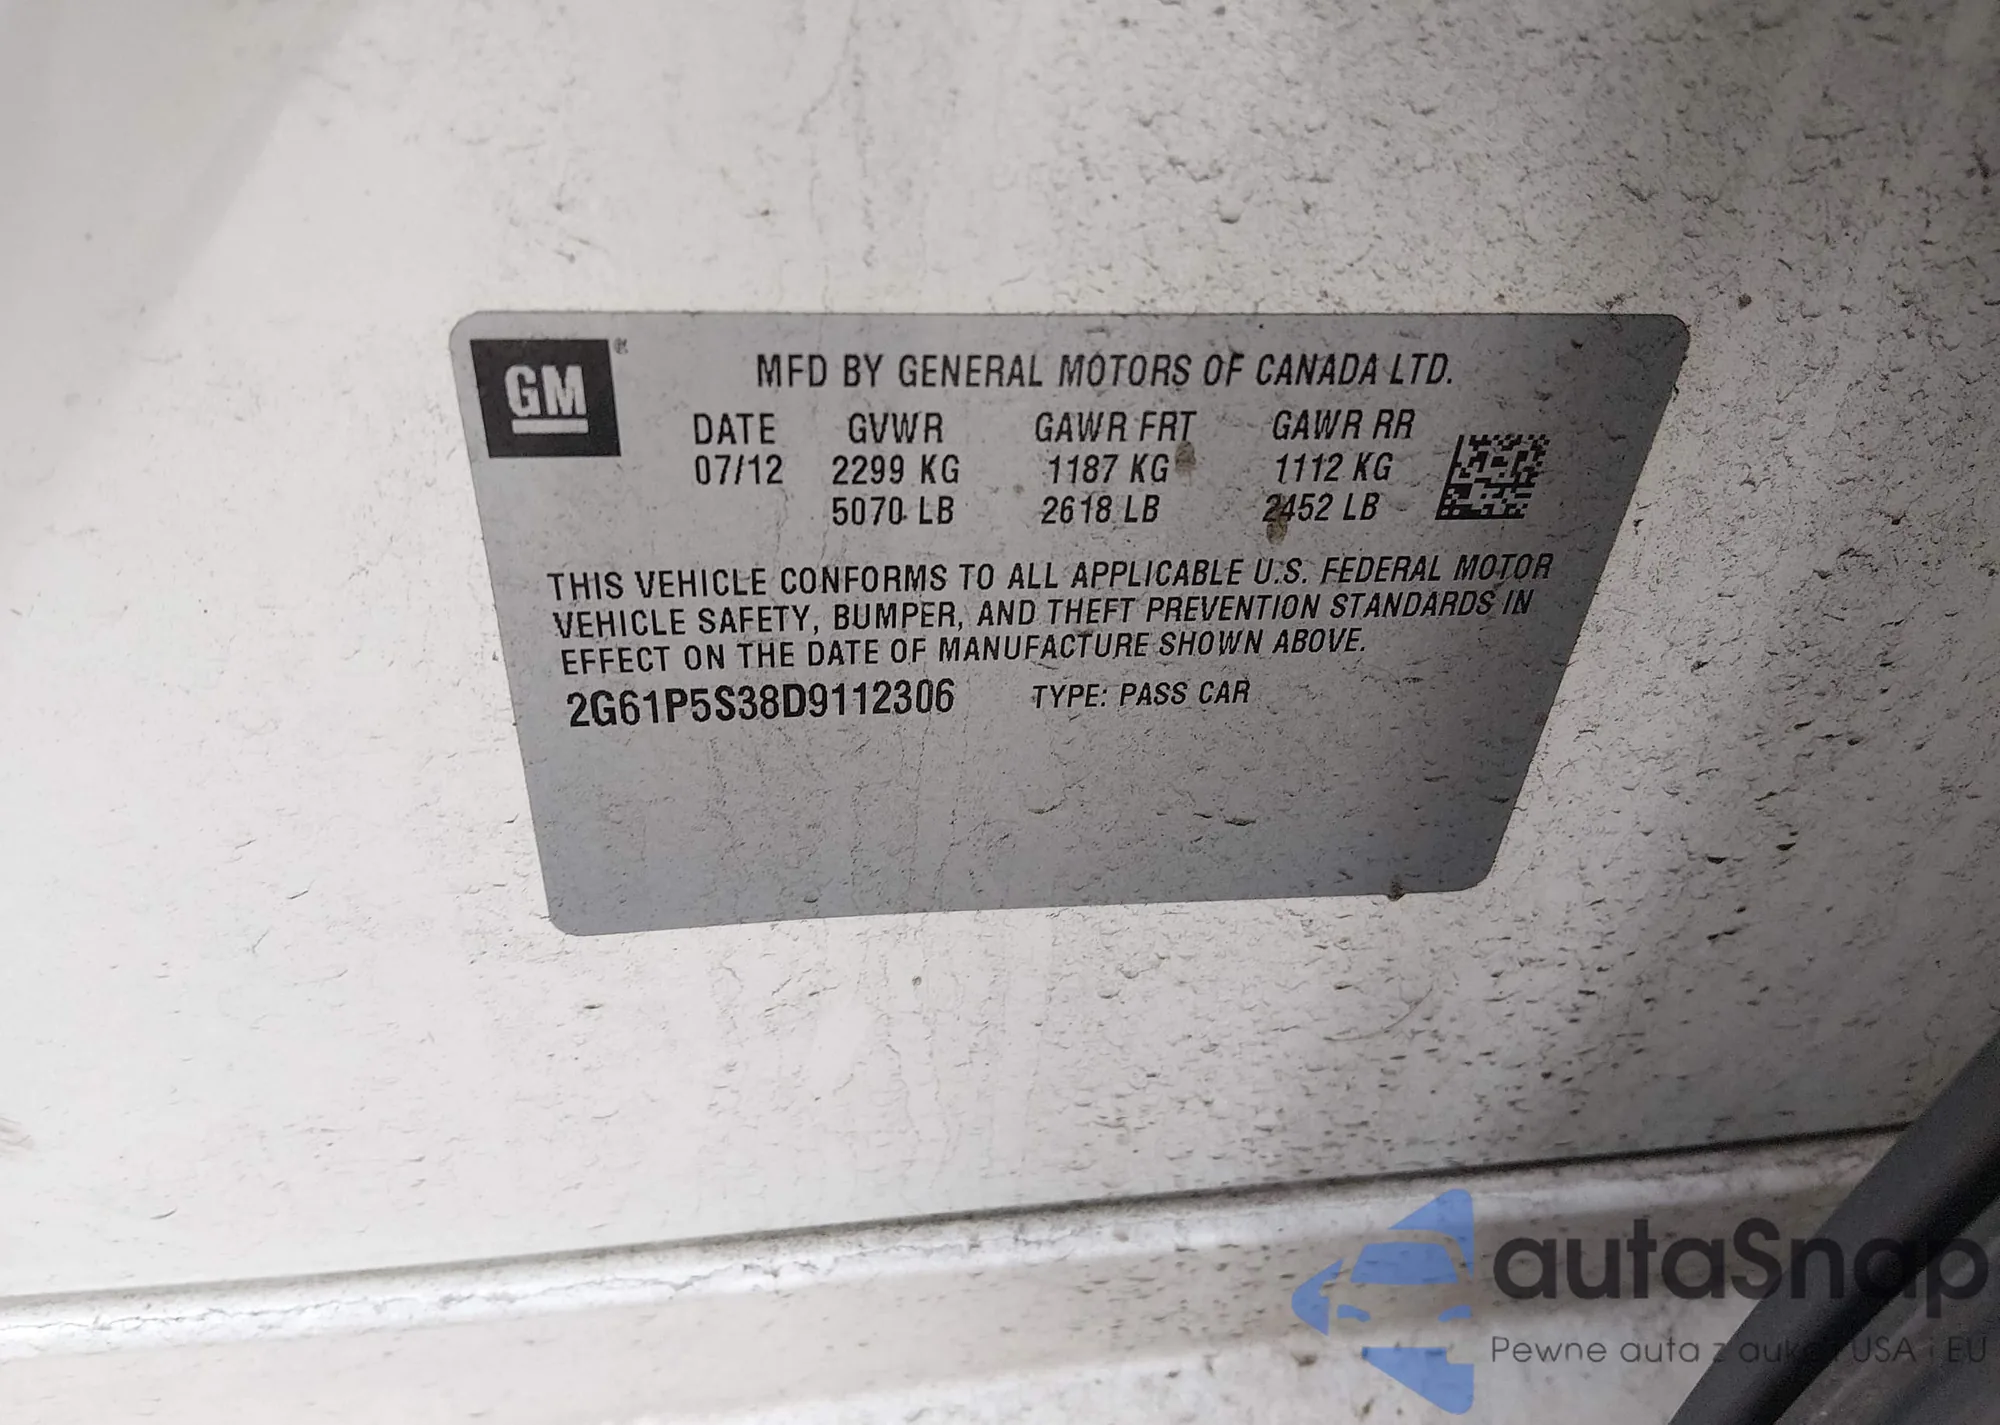 GM®
MFD BY GENERAL MOTORS OF CANADA LTD.
DATE GVWR GAWR FRT GAWR RR
07/12 2299 KG 1187 KG 1112 KG
5070 LB 2618 LB 2452 LB
THIS VEHICLE CONFORMS TO ALL APPLICABLE U.S. FEDERAL MOTOR
VEHICLE SAFETY, BUMPER, AND THEFT PREVENTION STANDARDS IN
EFFECT ON THE DATE OF MANUFACTURE SHOWN ABOVE.
2G61P5S38D9112306 TYPE: PASS CAR
autaSnap
Pewne auta z USA i EU